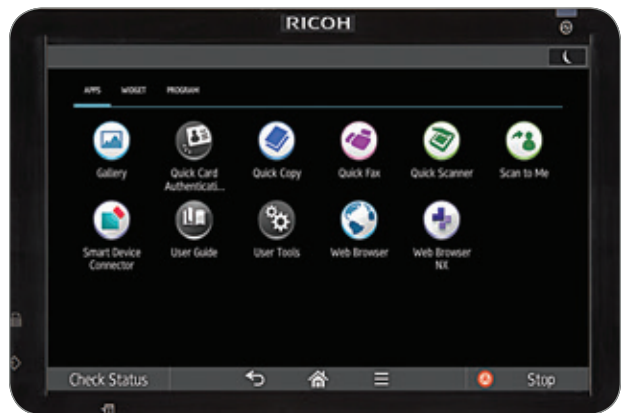 RICOH
APPS WIDGET PROGRAM
Gallery
Quick Card
Authenticati...
Quick Copy
Quick Fax
Quick Scanner
Scan to Me
Smart Device
Connector
User Guide
User Tools
Web Browser
Web Browser
NX
Check Status
Stop